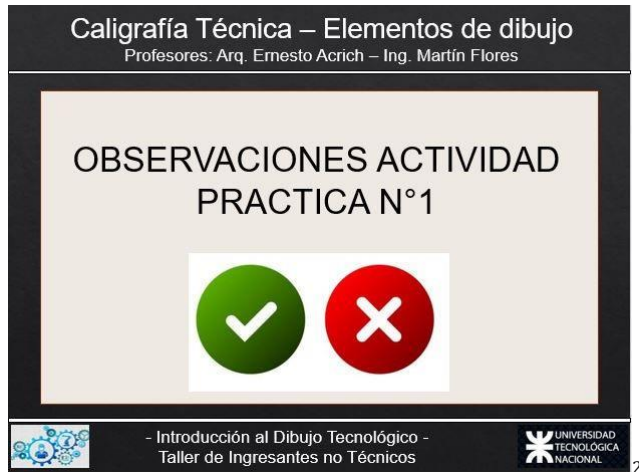 Caligrafía Técnica – Elementos de dibujo
Profesores: Arq. Ernesto Acrich – Ing. Martín Flores
OBSERVACIONES ACTIVIDAD
PRACTICA N°1
- Introducción al Dibujo Tecnológico -
Taller de Ingresantes no Técnicos
UNIVERSIDAD
TECNOLÓGICA
NACIONAL